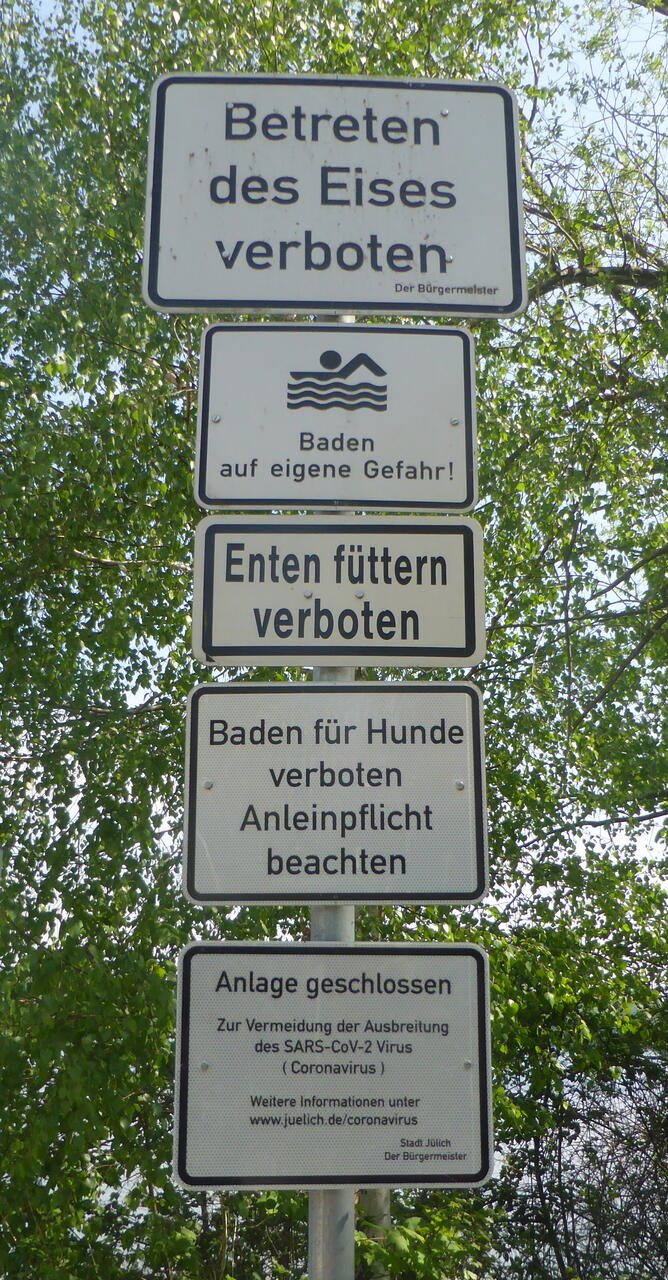 Betreten
des Eises
verboten
Der Bürgermeister
Baden
auf eigene Gefahr!
Enten füttern
verboten
Baden für Hunde
verboten
Anleinpflicht
beachten
Anlage geschlossen
Zur Vermeidung der Ausbreitung
des SARS-CoV-2 Virus
( Coronavirus )
Weitere Informationen unter
www.juelich.de/coronavirus
Stadt Jülich
Der Bürgermeister